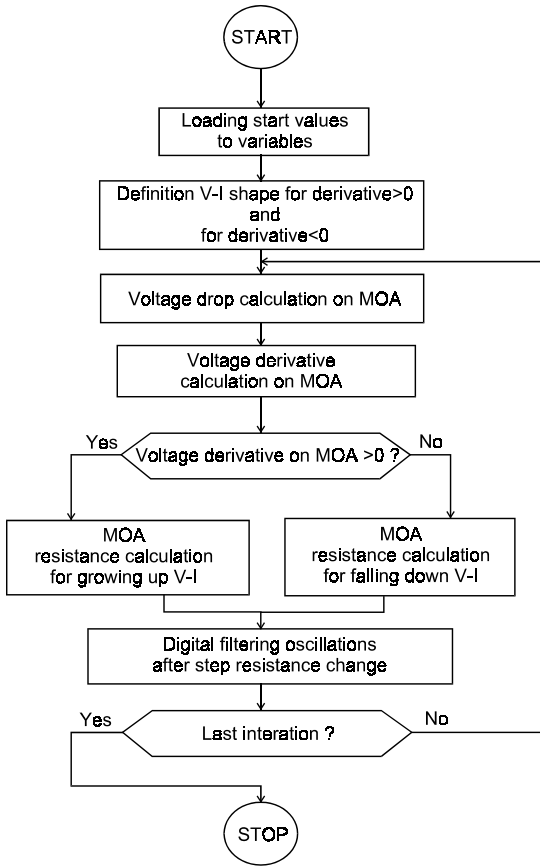 START
Loading start values
to variables
Definition V-I shape for derivative>0
and
for derivative<0
Voltage drop calculation on MOA
Voltage derivative
calculation on MOA
Yes
Voltage derivative on MOA >0 ?
No
MOA
resistance calculation
for growing up V-I
MOA
resistance calculation
for falling down V-I
Digital filtering oscillations
after step resistance change
Yes
Last interation ?
No
STOP